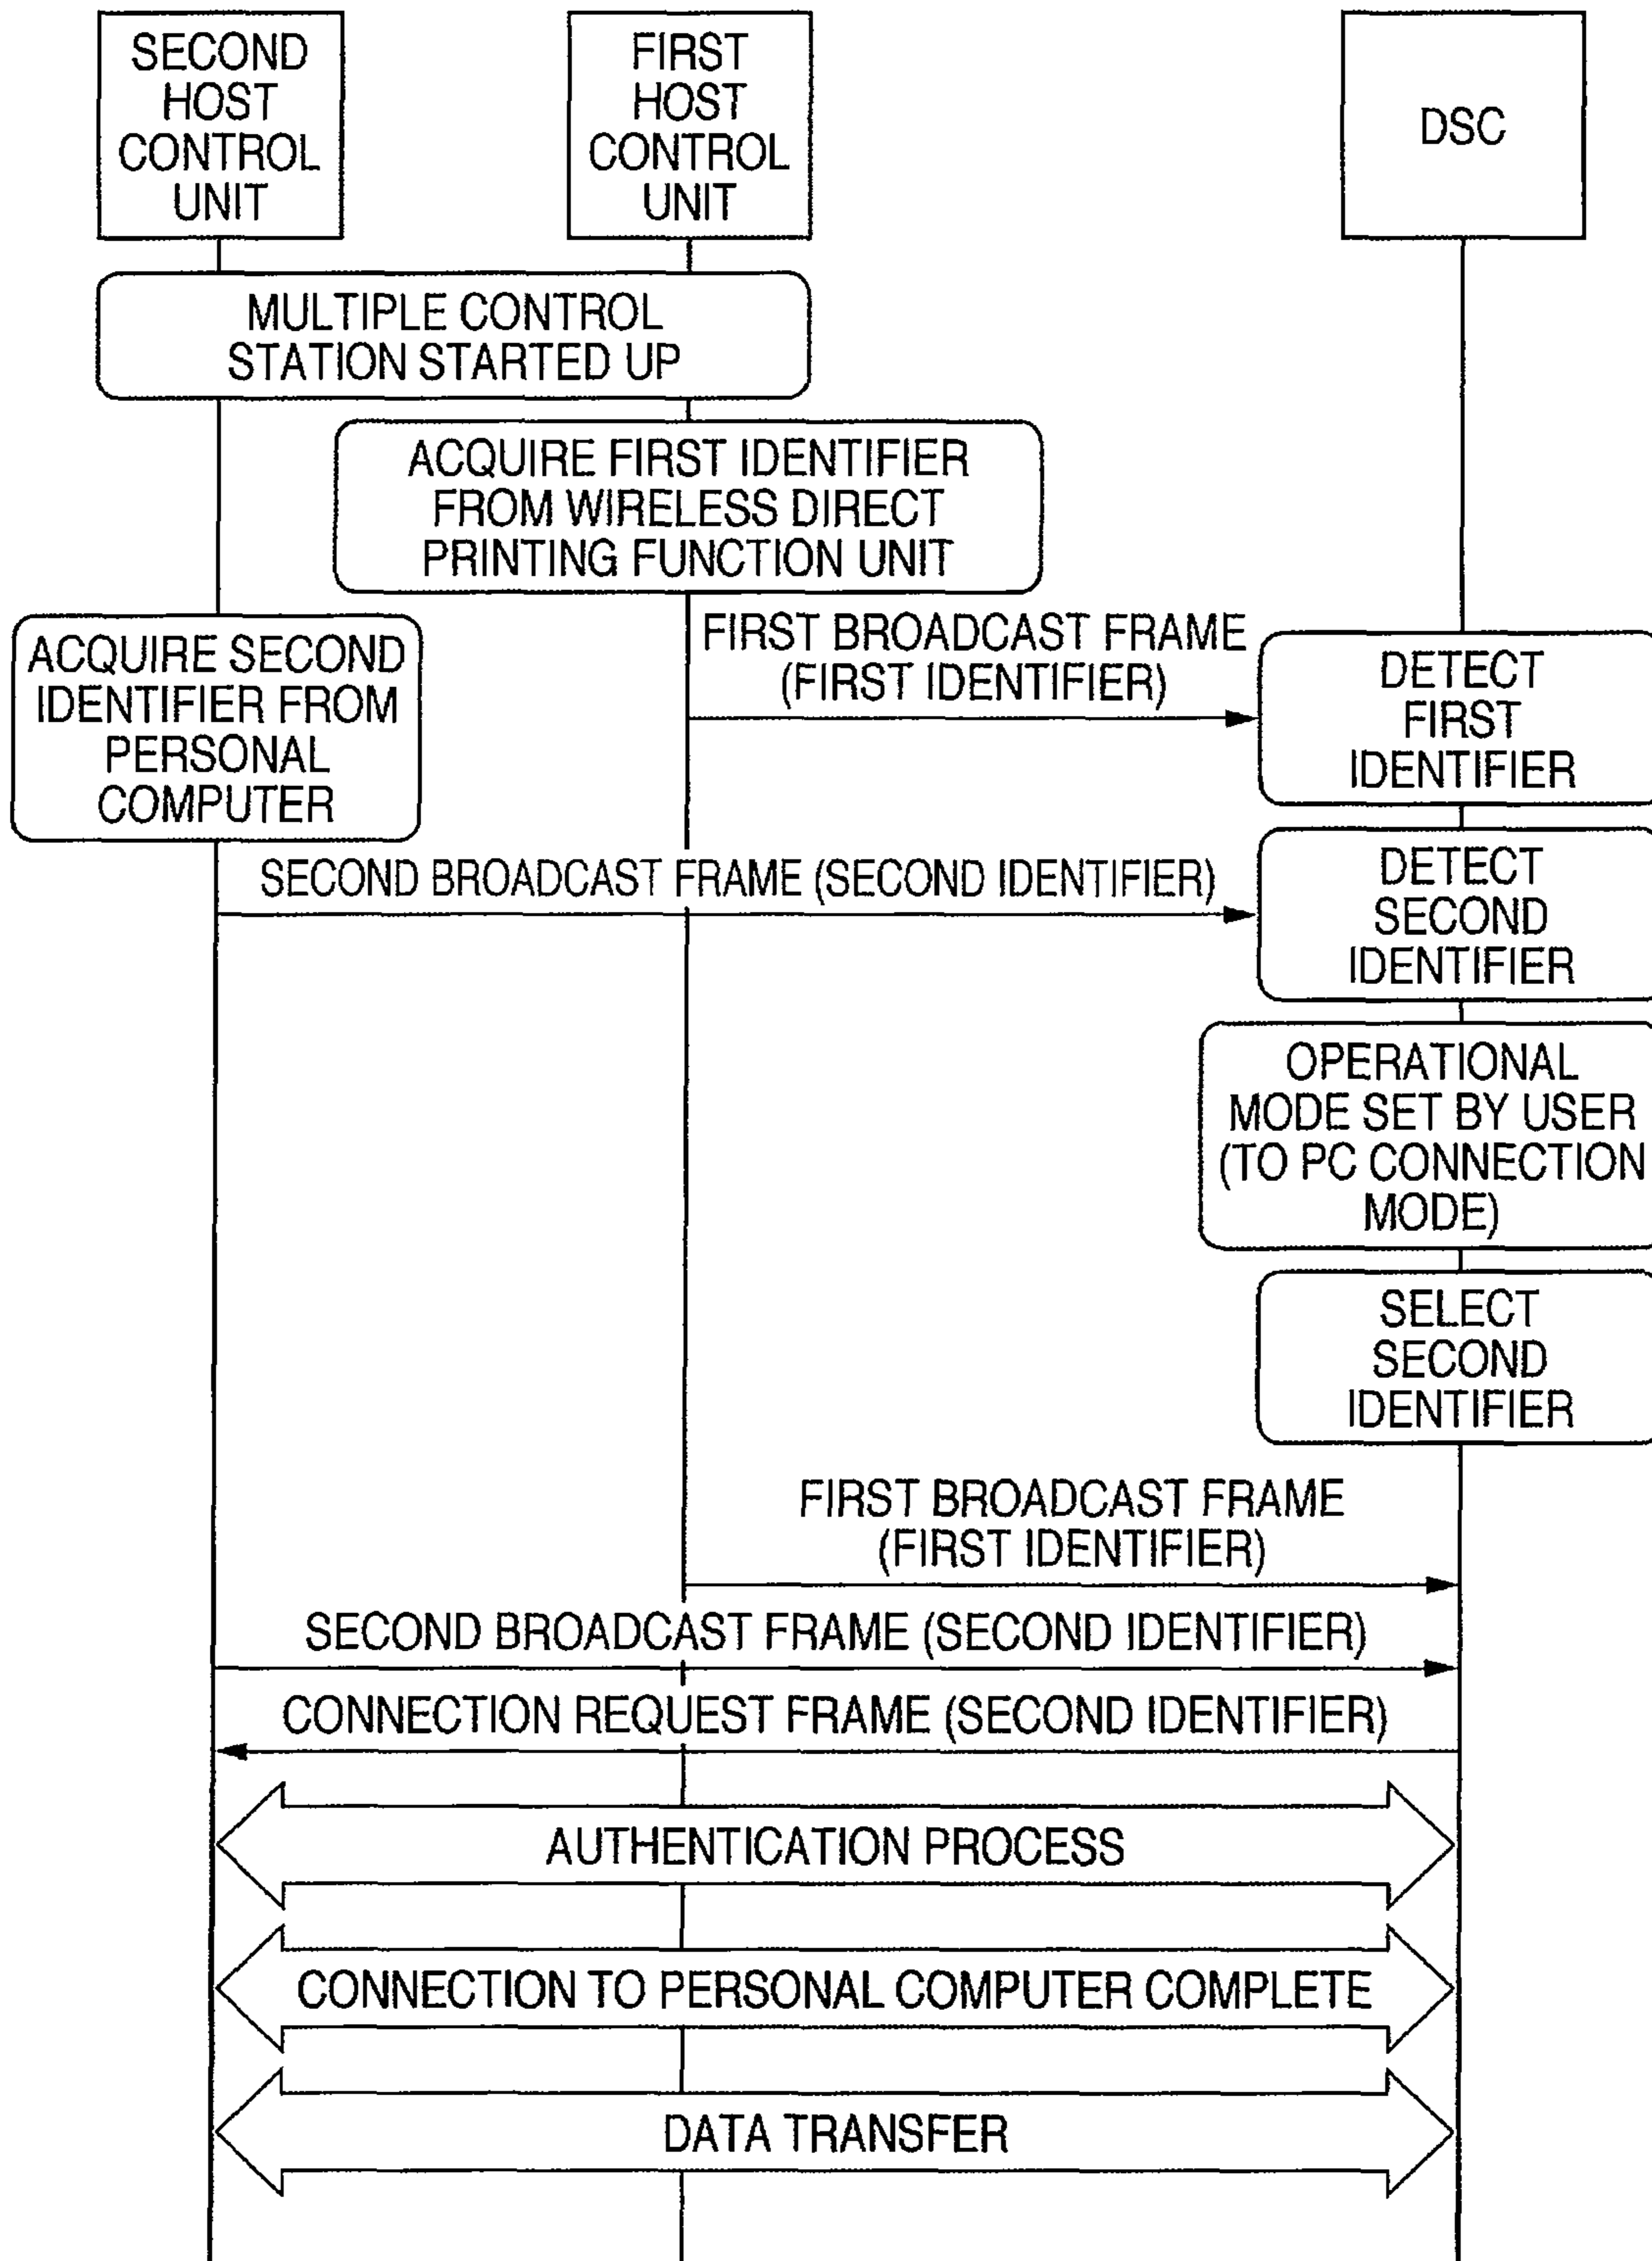 SECOND
HOST
CONTROL
UNIT
FIRST
HOST
CONTROL
UNIT
DSC
MULTIPLE CONTROL
STATION STARTED UP
ACQUIRE FIRST IDENTIFIER
FROM WIRELESS DIRECT
PRINTING FUNCTION UNIT
ACQUIRE SECOND
IDENTIFIER FROM
PERSONAL
COMPUTER
FIRST BROADCAST FRAME
(FIRST IDENTIFIER)
DETECT
FIRST
IDENTIFIER
SECOND BROADCAST FRAME (SECOND IDENTIFIER)
DETECT
SECOND
IDENTIFIER
OPERATIONAL
MODE SET BY USER
(TO PC CONNECTION
MODE)
SELECT
SECOND
IDENTIFIER
FIRST BROADCAST FRAME
(FIRST IDENTIFIER)
SECOND BROADCAST FRAME (SECOND IDENTIFIER)
CONNECTION REQUEST FRAME (SECOND IDENTIFIER)
AUTHENTICATION PROCESS
CONNECTION TO PERSONAL COMPUTER COMPLETE
DATA TRANSFER